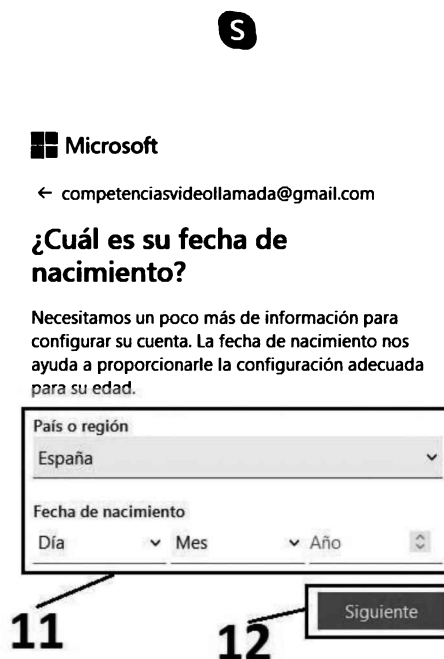 S
Microsoft
← competenciasvideollamada@gmail.com
¿Cuál es su fecha de
nacimiento?
Necesitamos un poco más de información para
configurar su cuenta. La fecha de nacimiento nos
ayuda a proporcionarle la configuración adecuada
para su edad.
País o región
España
Fecha de nacimiento
Día Mes Año
Siguiente
11 12